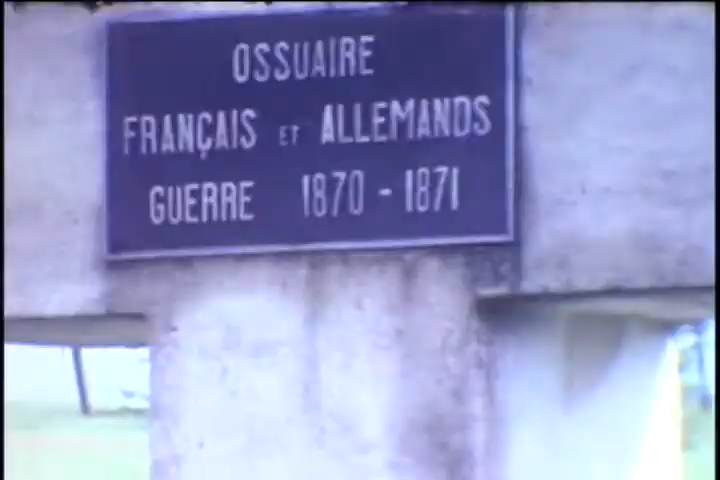 OSSUAIRE
FRANÇAIS ET ALLEMANDS
GUERRE 1870 - 1871